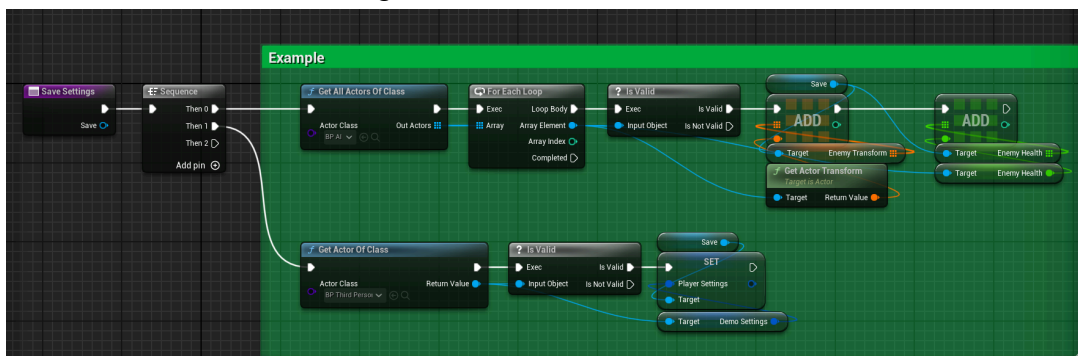 Example
Save Settings
Save
Sequence
Then 0
Then 1
Then 2
Add pin
f Get All Actors Of Class
Actor Class
BP AI
Out Actors
For Each Loop
Exec
Loop Body
Array
Array Element
Array Index
Completed
? Is Valid
Exec
Is Valid
Input Object
Is Not Valid
Save
ADD
Target
Enemy Transform
f Get Actor Transform
Target is Actor
Target
Return Value
ADD
Target
Enemy Health
Target
Enemy Health
f Get Actor Of Class
Actor Class
BP Third Person
Return Value
? Is Valid
Exec
Is Valid
Input Object
Is Not Valid
Save
SET
Player Settings
Target
Target
Demo Settings